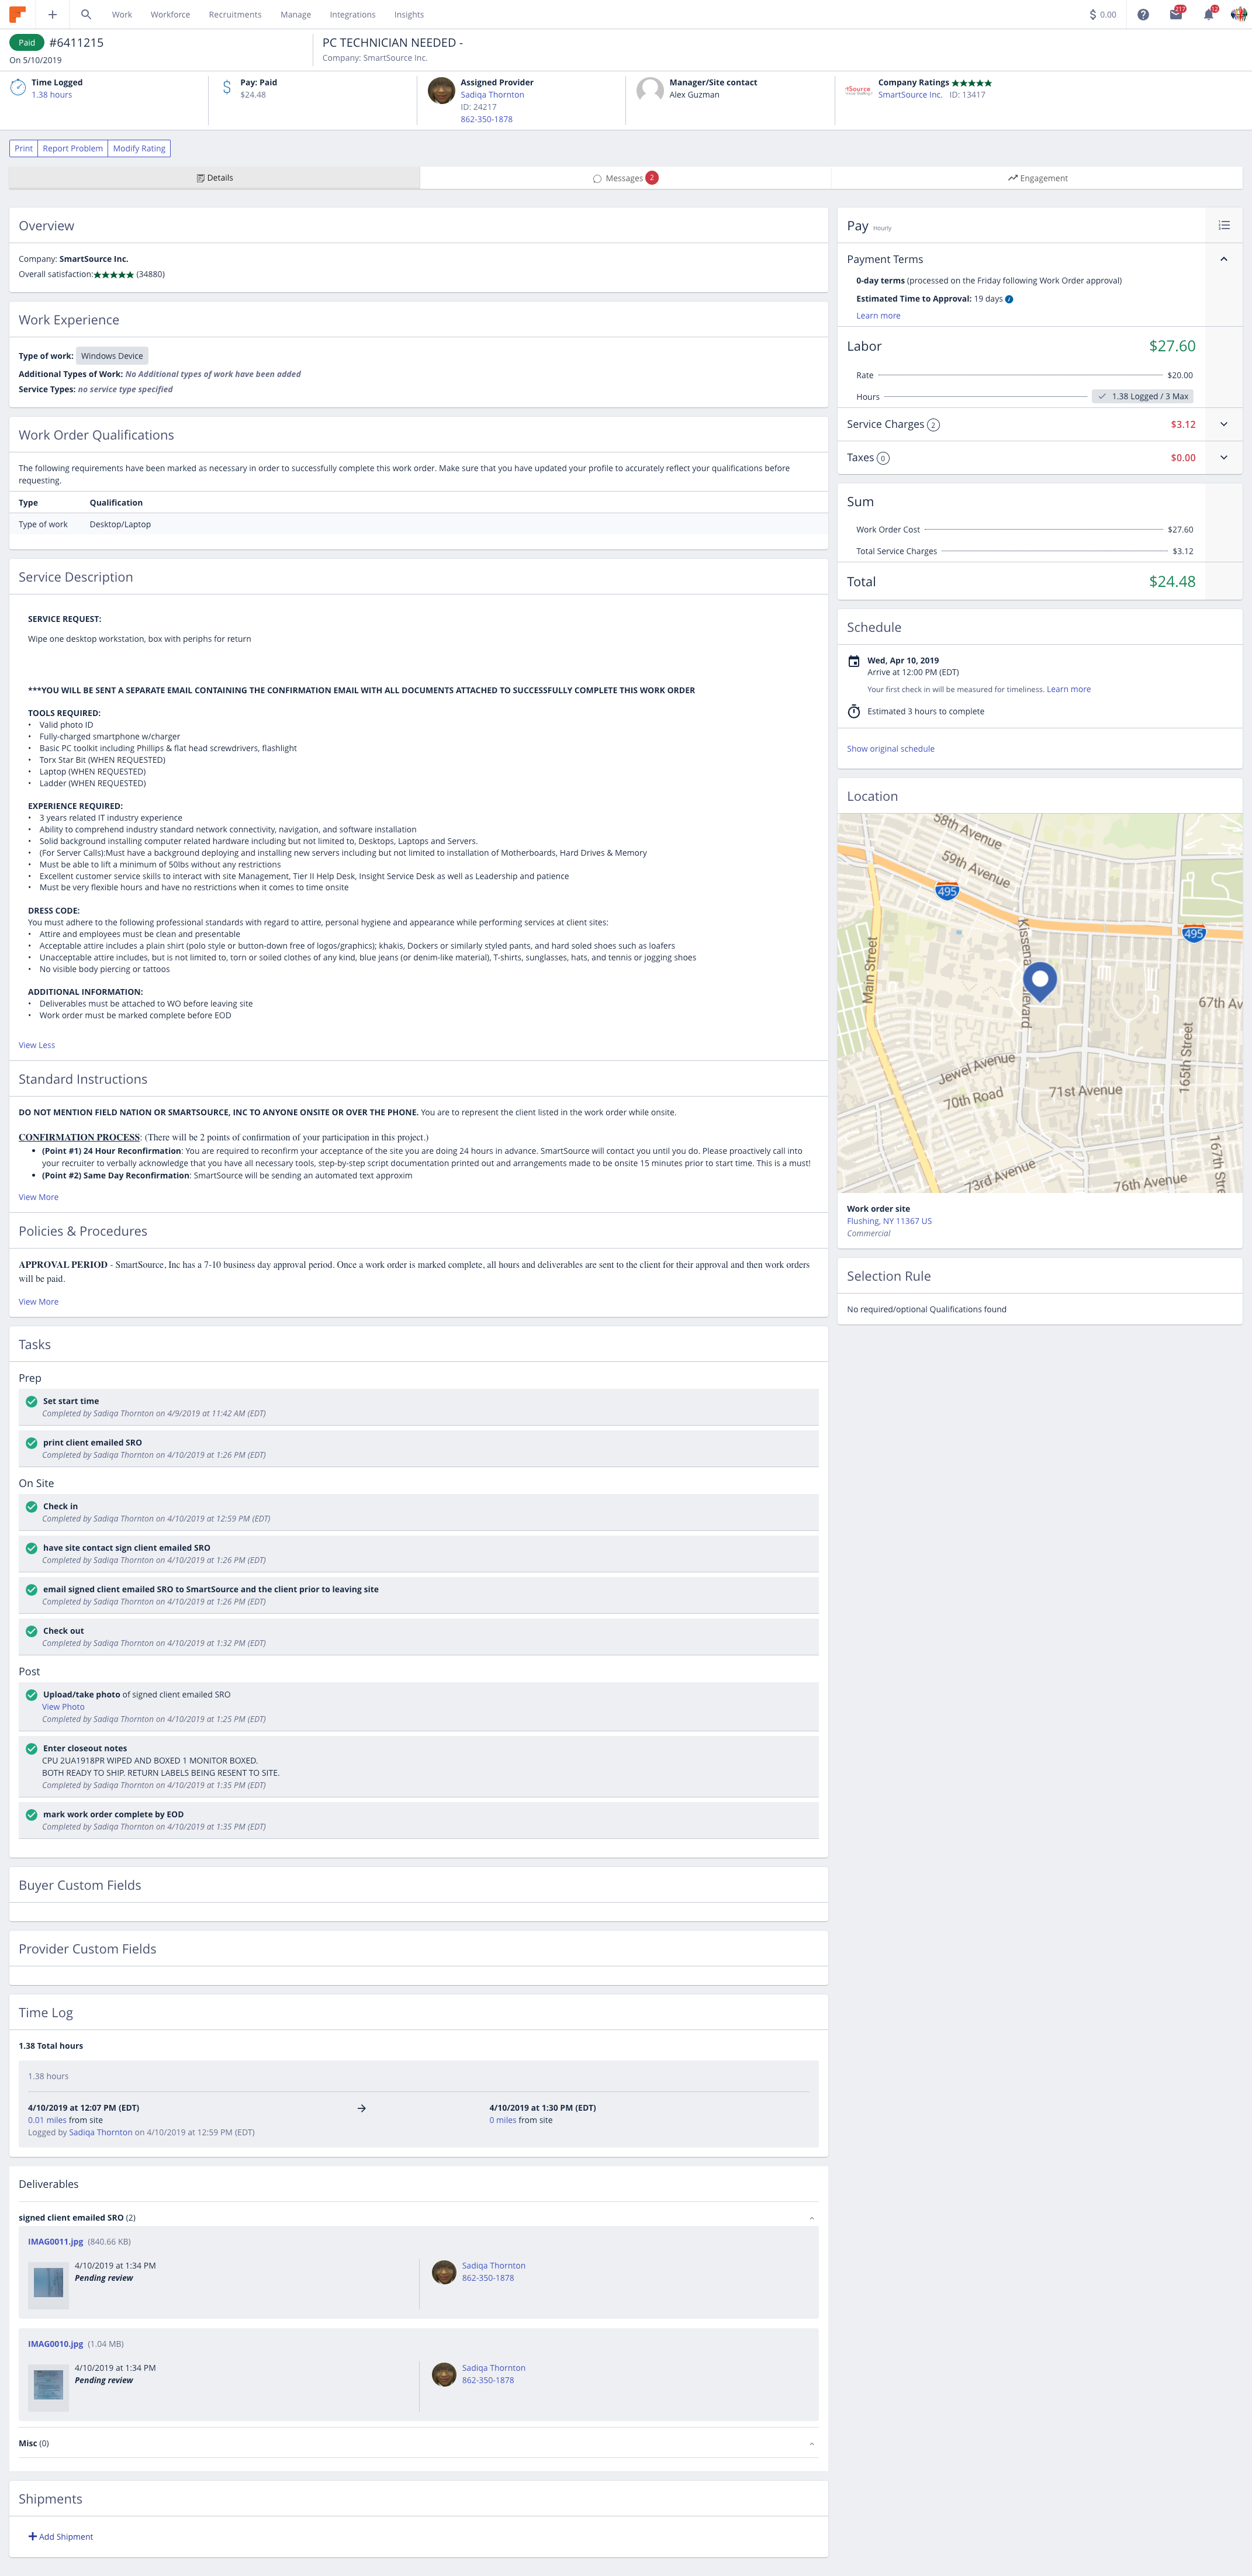 Work Workforce Recruitments Manage Integrations Insights $ 0.00 217 12
Paid #6411215
On 5/10/2019
PC TECHNICIAN NEEDED -
Company: SmartSource Inc.
Time Logged
1.38 hours
Pay: Paid
$24.48
Assigned Provider
Sadiqa Thornton
ID: 24217
862-350-1878
Manager/Site contact
Alex Guzman
Company Ratings
SmartSource Inc. ID: 13417
Print Report Problem Modify Rating
Details Messages 2 Engagement
Overview
Company: SmartSource Inc.
Overall satisfaction: (34880)
Work Experience
Type of work: Windows Device
Additional Types of Work: No Additional types of work have been added
Service Types: no service type specified
Work Order Qualifications
The following requirements have been marked as necessary in order to successfully complete this work order. Make sure that you have updated your profile to accurately reflect your qualifications before
requesting.
Type Qualification
Type of work Desktop/Laptop
Service Description
SERVICE REQUEST:
Wipe one desktop workstation, box with periphs for return
***YOU WILL BE SENT A SEPARATE EMAIL CONTAINING THE CONFIRMATION EMAIL WITH ALL DOCUMENTS ATTACHED TO SUCCESSFULLY COMPLETE THIS WORK ORDER
TOOLS REQUIRED:
• Valid photo ID
• Fully-charged smartphone w/charger
• Basic PC toolkit including Phillips & flat head screwdrivers, flashlight
• Torx Star Bit (WHEN REQUESTED)
• Laptop (WHEN REQUESTED)
• Ladder (WHEN REQUESTED)
EXPERIENCE REQUIRED:
• 3 years related IT industry experience
• Ability to comprehend industry standard network connectivity, navigation, and software installation
• Solid background installing computer related hardware including but not limited to, Desktops, Laptops and Servers.
• (For Server Calls):Must have a background deploying and installing new servers including but not limited to installation of Motherboards, Hard Drives & Memory
• Must be able to lift a minimum of 50lbs without any restrictions
• Excellent customer service skills to interact with site Management, Tier II Help Desk, Insight Service Desk as well as Leadership and patience
• Must be very flexible hours and have no restrictions when it comes to time onsite
DRESS CODE:
You must adhere to the following professional standards with regard to attire, personal hygiene and appearance while performing services at client sites:
• Attire and employees must be clean and presentable
• Acceptable attire includes a plain shirt (polo style or button-down free of logos/graphics); khakis, Dockers or similarly styled pants, and hard soled shoes such as loafers
• Unacceptable attire includes, but is not limited to, torn or soiled clothes of any kind, blue jeans (or denim-like material), T-shirts, sunglasses, hats, and tennis or jogging shoes
• No visible body piercing or tattoos
ADDITIONAL INFORMATION:
• Deliverables must be attached to WO before leaving site
• Work order must be marked complete before EOD
View Less
Standard Instructions
DO NOT MENTION FIELD NATION OR SMARTSOURCE, INC TO ANYONE ONSITE OR OVER THE PHONE. You are to represent the client listed in the work order while onsite.
CONFIRMATION PROCESS: (There will be 2 points of confirmation of your participation in this project.)
• (Point #1) 24 Hour Reconfirmation: You are required to reconfirm your acceptance of the site you are doing 24 hours in advance. SmartSource will contact you until you do. Please proactively call into
your recruiter to verbally acknowledge that you have all necessary tools, step-by-step script documentation printed out and arrangements made to be onsite 15 minutes prior to start time. This is a must!
• (Point #2) Same Day Reconfirmation: SmartSource will be sending an automated text approxim
View More
Policies & Procedures
APPROVAL PERIOD - SmartSource, Inc has a 7-10 business day approval period. Once a work order is marked complete, all hours and deliverables are sent to the client for their approval and then work orders
will be paid.
View More
Tasks
Prep
Set start time
Completed by Sadiqa Thornton on 4/9/2019 at 11:42 AM (EDT)
print client emailed SRO
Completed by Sadiqa Thornton on 4/10/2019 at 1:26 PM (EDT)
On Site
Check in
Completed by Sadiqa Thornton on 4/10/2019 at 12:59 PM (EDT)
have site contact sign client emailed SRO
Completed by Sadiqa Thornton on 4/10/2019 at 1:26 PM (EDT)
email signed client emailed SRO to SmartSource and the client prior to leaving site
Completed by Sadiqa Thornton on 4/10/2019 at 1:26 PM (EDT)
Check out
Completed by Sadiqa Thornton on 4/10/2019 at 1:32 PM (EDT)
Post
Upload/take photo of signed client emailed SRO
View Photo
Completed by Sadiqa Thornton on 4/10/2019 at 1:25 PM (EDT)
Enter closeout notes
CPU 2UA1918PR WIPED AND BOXED 1 MONITOR BOXED.
BOTH READY TO SHIP. RETURN LABELS BEING RESENT TO SITE.
Completed by Sadiqa Thornton on 4/10/2019 at 1:35 PM (EDT)
mark work order complete by EOD
Completed by Sadiqa Thornton on 4/10/2019 at 1:35 PM (EDT)
Buyer Custom Fields
Provider Custom Fields
Time Log
1.38 Total hours
1.38 hours
4/10/2019 at 12:07 PM (EDT) → 4/10/2019 at 1:30 PM (EDT)
0.01 miles from site 0 miles from site
Logged by Sadiqa Thornton on 4/10/2019 at 12:59 PM (EDT)
Deliverables
signed client emailed SRO (2)
IMAG0011.jpg (840.66 KB)
4/10/2019 at 1:34 PM Sadiqa Thornton
Pending review 862-350-1878
IMAG0010.jpg (1.04 MB)
4/10/2019 at 1:34 PM Sadiqa Thornton
Pending review 862-350-1878
Misc (0)
Shipments
Add Shipment
Pay Hourly
Payment Terms
0-day terms (processed on the Friday following Work Order approval)
Estimated Time to Approval: 19 days
Learn more
Labor $27.60
Rate $20.00
Hours 1.38 Logged / 3 Max
Service Charges 2 $3.12
Taxes 0 $0.00
Sum
Work Order Cost $27.60
Total Service Charges $3.12
Total $24.48
Schedule
Wed, Apr 10, 2019
Arrive at 12:00 PM (EDT)
Your first check in will be measured for timeliness. Learn more
Estimated 3 hours to complete
Show original schedule
Location
58th Avenue
59th Avenue
495
495
Main Street
67th Av
Jewel Avenue
70th Road
71st Avenue
165th Street
73rd Avenue
76th Avenue
167th Stre
Work order site
Flushing, NY 11367 US
Commercial
Selection Rule
No required/optional Qualifications found